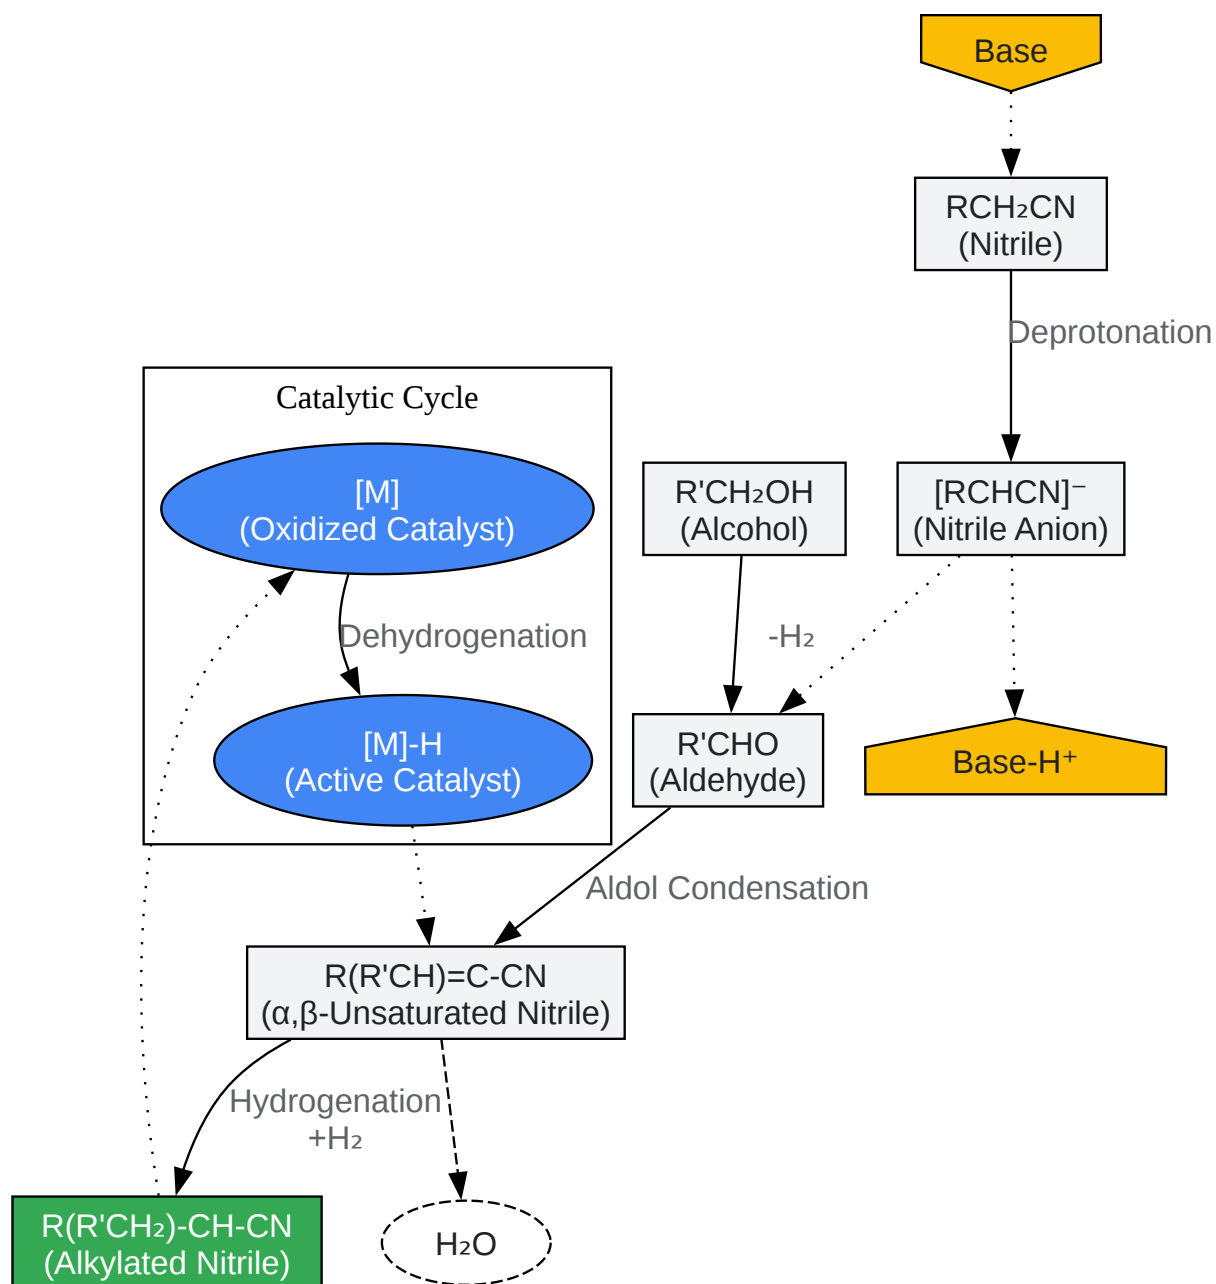 Base
RCH₂CN
(Nitrile)
Deprotonation
Catalytic Cycle
[M]
(Oxidized Catalyst)
R'CH₂OH
(Alcohol)
[RCHCN]⁻
(Nitrile Anion)
Dehydrogenation
-H₂
[M]-H
(Active Catalyst)
R'CHO
(Aldehyde)
Base-H⁺
Aldol Condensation
R(R'CH)=C-CN
(α,β-Unsaturated Nitrile)
Hydrogenation
+H₂
R(R'CH₂)-CH-CN
(Alkylated Nitrile)
H₂O